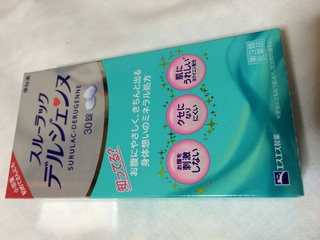 便秘薬
スルーラック
デルジェンヌ
SURULAC-DERUGENNE
30錠
知ってる?
お腹にやさしく、きちんと出る
身体想いのミネラル処方
肌に
うれしい
クセに
なり
にくい
お腹を
刺激
しない
エスエス製薬
第3類
医薬品